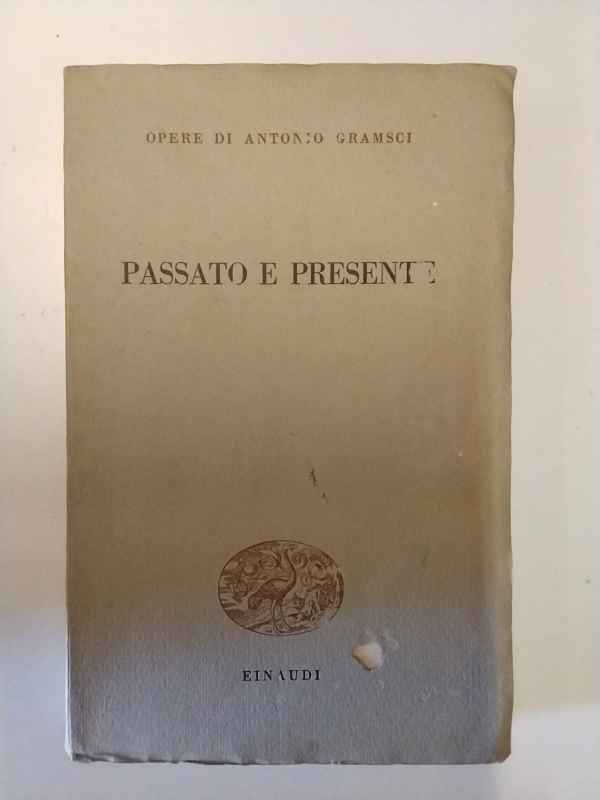 OPERE DI ANTONIO GRAMSCI
PASSATO E PRESENTE
EINAUDI